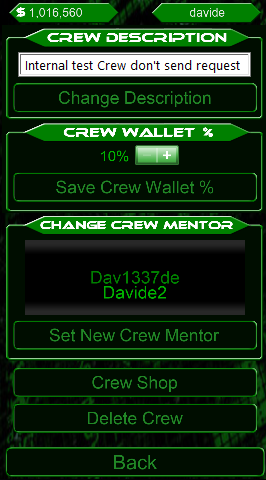 $ 1,016,560
davide
CREW DESCRIPTION
Internal test Crew don't send request
Change Description
CREW WALLET %
10% - +
Save Crew Wallet %
CHANGE CREW MENTOR
Dav1337de
Davide2
Set New Crew Mentor
Crew Shop
Delete Crew
Back